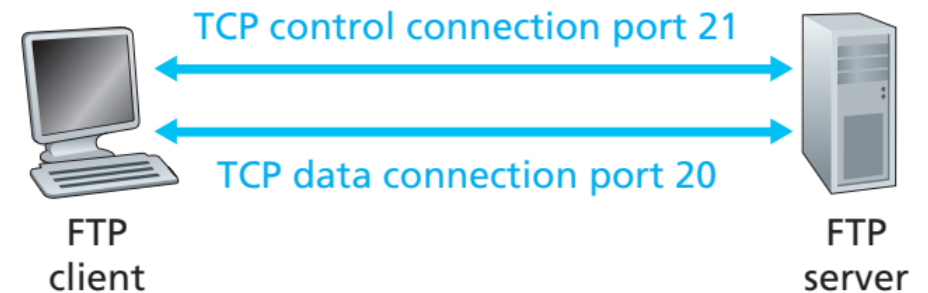 TCP control connection port 21
TCP data connection port 20
FTP
client
FTP
server